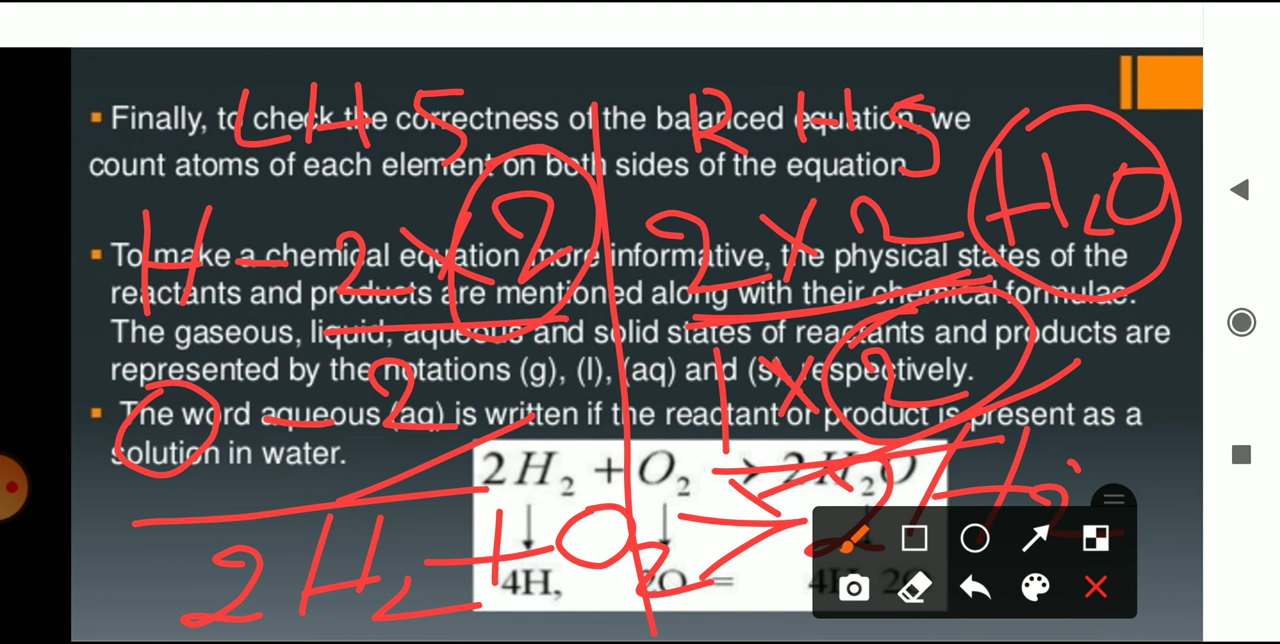 Finally, to check the correctness of the balanced equation, we
count atoms of each element on both sides of the equation.
LHS RHS
H₂O
To make a chemical equation more informative, the physical states of the
H - 2 × 2 2 × 2
reactants and products are mentioned along with their chemical formulae.
The gaseous, liquid, aqueous and solid states of reactants and products are
represented by the notations (g), (l), (aq) and (s), respectively.
O 2 1 × 2
The word aqueous (aq) is written if the reactant or product is present as a
solution in water.
2H₂ + O₂ → 2H₂O
2H₂ + O₂ → 2H₂
4H, 2O = 4H, 2O